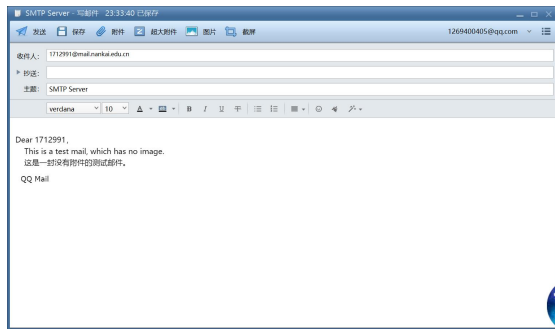 SMTP Server - 写邮件 23:33:40 已保存
发送 保存 附件 超大附件 图片 截屏 1269400405@qq.com
收件人: 1712991@mail.nankai.edu.cn
抄送:
主题: SMTP Server
verdana 10 A B I U
Dear 1712991,
This is a test mail, which has no image.
这是一封没有附件的测试邮件。
QQ Mail